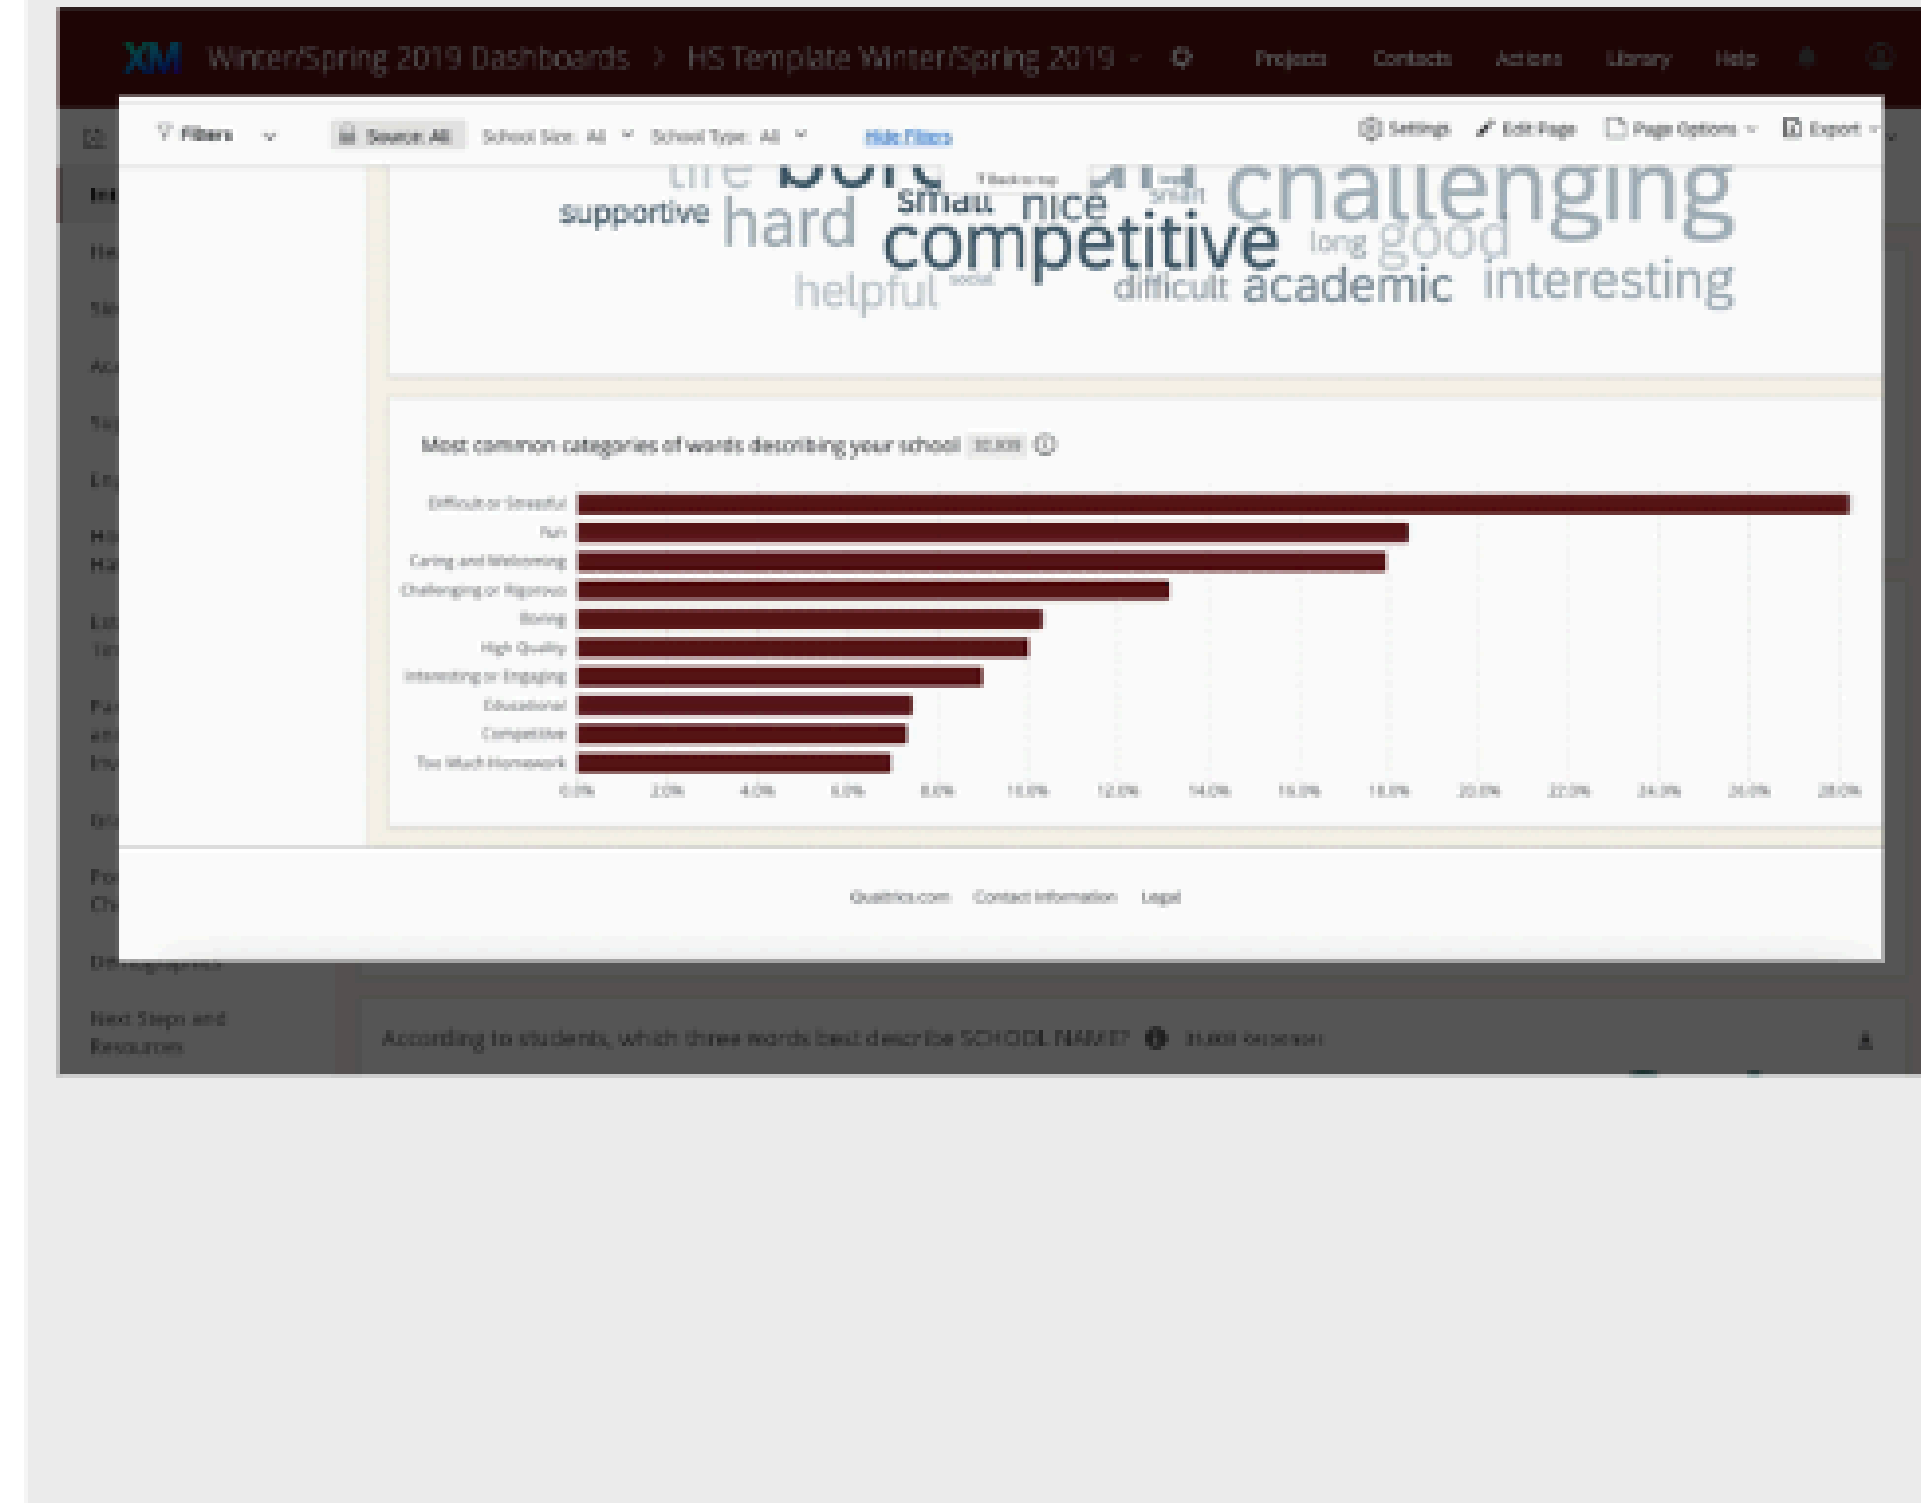 XM Winter/Spring 2019 Dashboards > HS Template Winter/Spring 2019 Projects Contacts Actions Library Help
Filters Source: All School Size: All School Type: All Hide Filters Settings Edit Page Page Options Export
life challenging
supportive hard small nice smart
competitive long good
helpful social difficult academic interesting
Most common categories of words describing your school
Difficult or Stressful
Fun
Caring and Welcoming
Challenging or Rigorous
Boring
High Quality
Interesting or Engaging
Educational
Competitive
Too Much Homework
0.0% 2.0% 4.0% 6.0% 8.0% 10.0% 12.0% 14.0% 16.0% 18.0% 20.0% 22.0% 24.0% 26.0% 28.0%
Qualtrics.com Contact Information Legal
Demographics
Next Steps and
Resources
According to students, which three words best describe SCHOOL NAME?